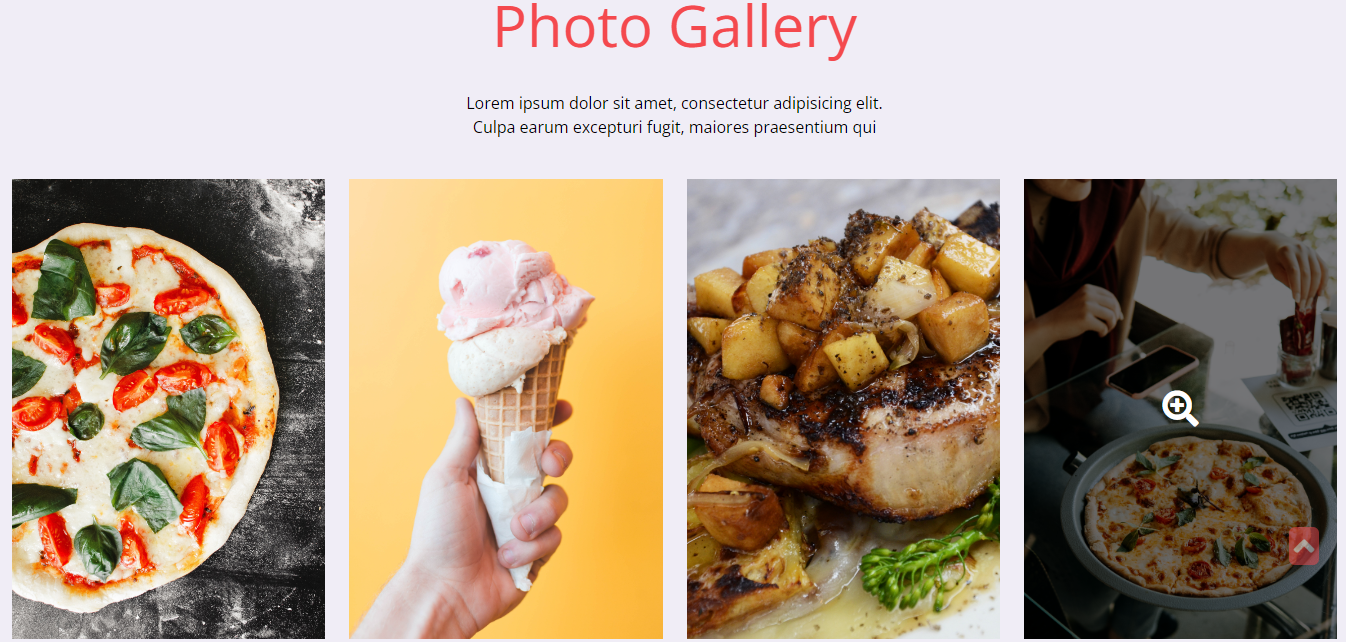 Photo Gallery
Lorem ipsum dolor sit amet, consectetur adipisicing elit.
Culpa earum excepturi fugit, maiores praesentium qui